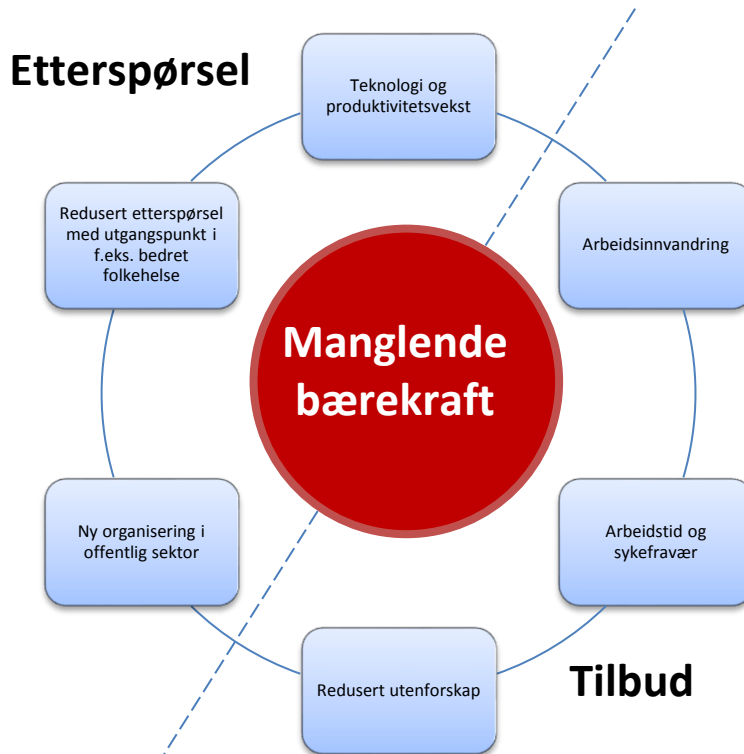 Etterspørsel
Teknologi og
produktivitetsvekst
Redusert etterspørsel
med utgangspunkt i
f.eks. bedret
folkehelse
Arbeidsinnvandring
Manglende
bærekraft
Ny organisering i
offentlig sektor
Arbeidstid og
sykefravær
Redusert utenforskap
Tilbud